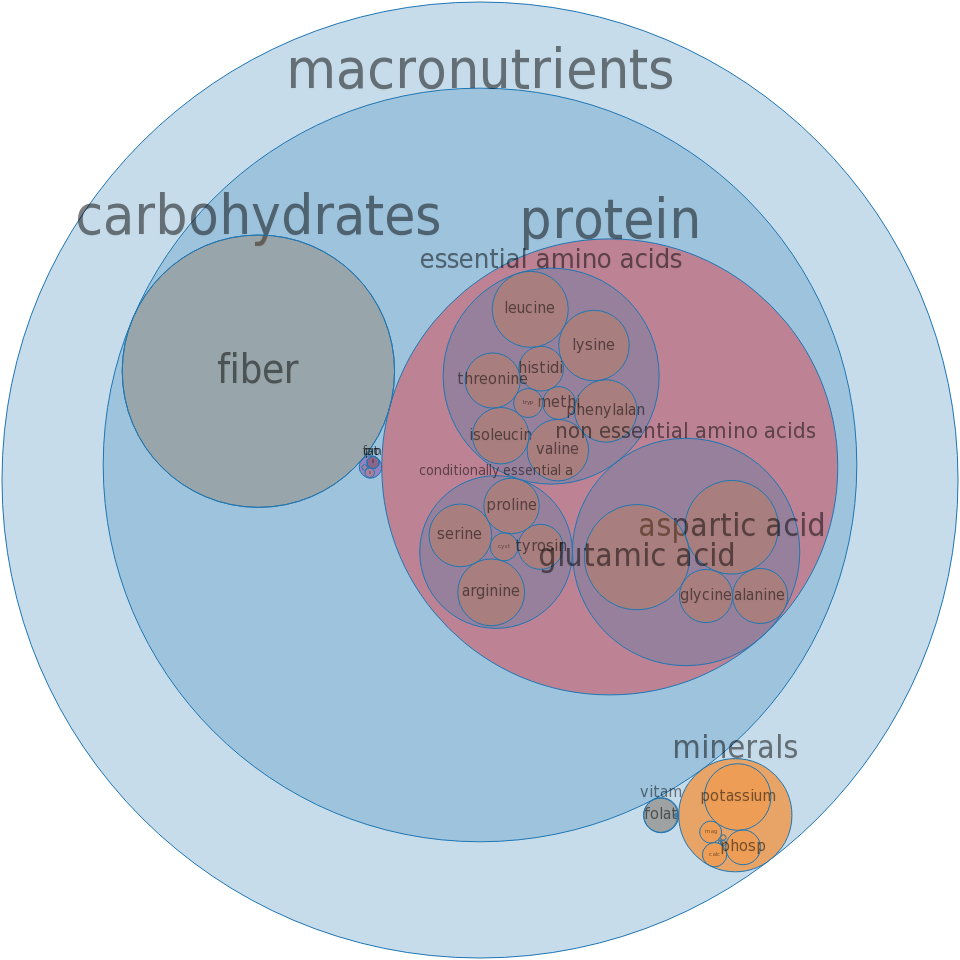 macronutrients
carbohydrates
protein
essential amino acids
leucine
lysine
histidi
threonine
methi
phenylalan
fiber
isoleucin
valine
non essential amino acids
conditionally essential a
proline
serine
tyrosin
arginine
aspartic acid
glutamic acid
glycine
alanine
minerals
vitam
potassium
folat
mag
phosp